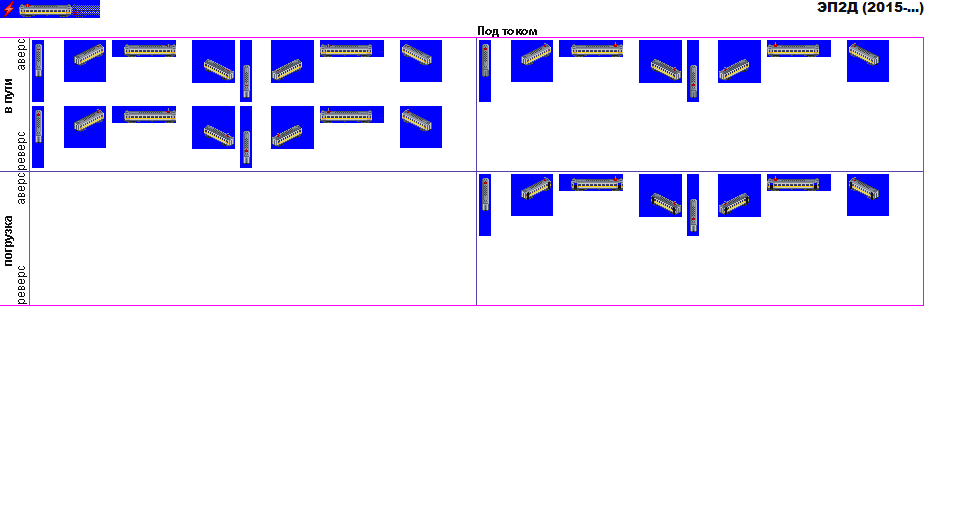 ЭП2Д (2015-...)
Под током
в пути
аверс
реверс
погрузка
аверс
реверс